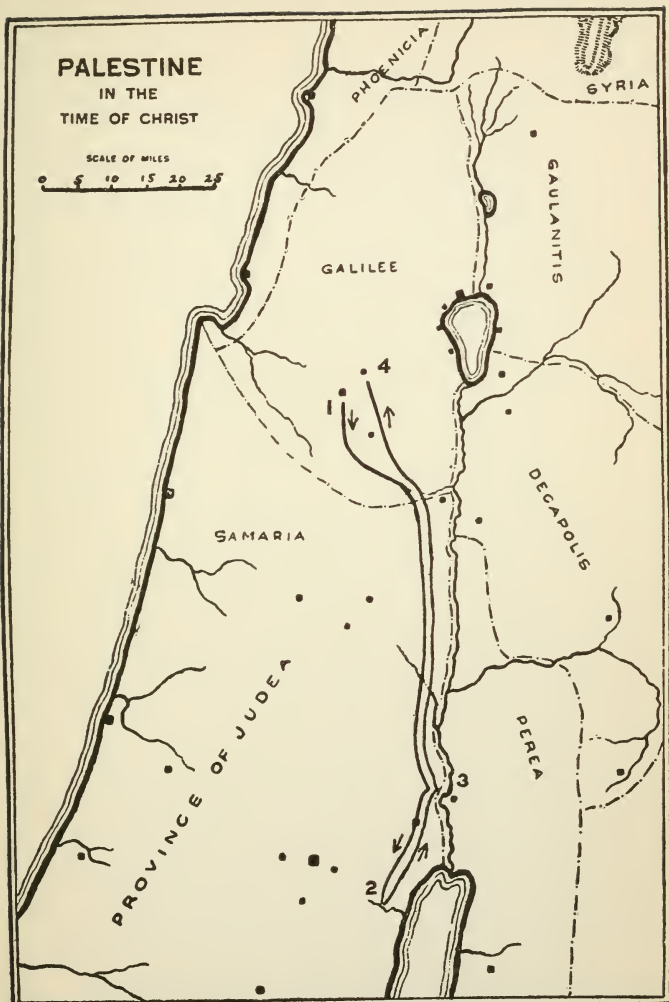 PALESTINE
IN THE
TIME OF CHRIST
SCALE OF MILES
0 5 10 15 20 25
PHOENICIA
SYRIA
GAULANITIS
GALILEE
4
1
DECAPOLIS
SAMARIA
PROVINCE OF JUDEA
PEREA
3
2